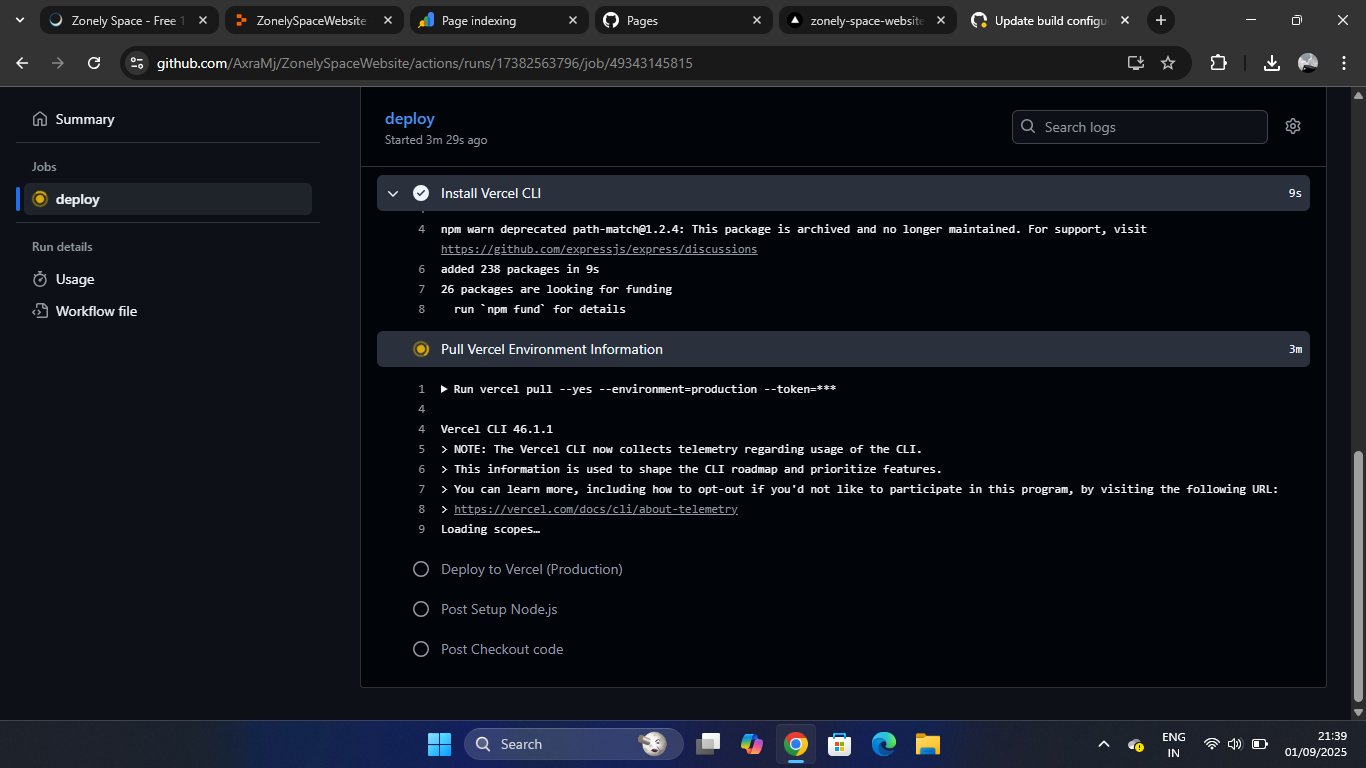 Zonely Space - Free 1
ZonelySpaceWebsite
Page indexing
Pages
zonely-space-website
Update build configu
github.com/AxraMj/ZonelySpaceWebsite/actions/runs/17382563796/job/49343145815
Summary
Jobs
deploy
Run details
Usage
Workflow file
deploy
Started 3m 29s ago
Search logs
Install Vercel CLI
9s
4 npm warn deprecated path-match@1.2.4: This package is archived and no longer maintained. For support, visit
https://github.com/expressjs/express/discussions
6 added 238 packages in 9s
7 26 packages are looking for funding
8 run `npm fund` for details
Pull Vercel Environment Information
3m
1 Run vercel pull --yes --environment=production --token=***
4
4 Vercel CLI 46.1.1
5 > NOTE: The Vercel CLI now collects telemetry regarding usage of the CLI.
6 > This information is used to shape the CLI roadmap and prioritize features.
7 > You can learn more, including how to opt-out if you'd not like to participate in this program, by visiting the following URL:
8 > https://vercel.com/docs/cli/about-telemetry
9 Loading scopes…
Deploy to Vercel (Production)
Post Setup Node.js
Post Checkout code
Search
ENG
IN
21:39
01/09/2025